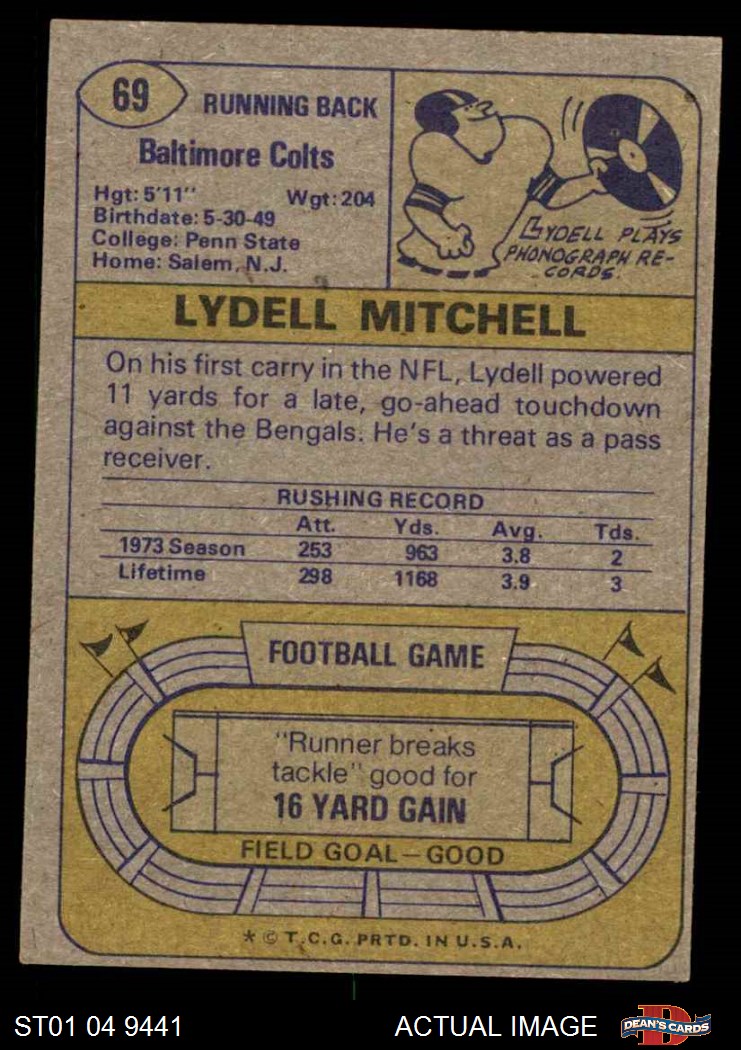 69
RUNNING BACK
Baltimore Colts
Hgt: 5'11" Wgt: 204
Birthdate: 5-30-49
College: Penn State
Home: Salem, N.J.
LYDELL PLAYS
PHONOGRAPH RE-
CORDS.
LYDELL MITCHELL
On his first carry in the NFL, Lydell powered
11 yards for a late, go-ahead touchdown
against the Bengals. He's a threat as a pass
receiver.
RUSHING RECORD
Att. Yds. Avg. Tds.
1973 Season 253 963 3.8 2
Lifetime 298 1168 3.9 3
FOOTBALL GAME
"Runner breaks
tackle" good for
16 YARD GAIN
FIELD GOAL—GOOD
* © T.C.G. PRTD. IN U.S.A.
ST01 04 9441 ACTUAL IMAGE
D
DEAN'S CARDS